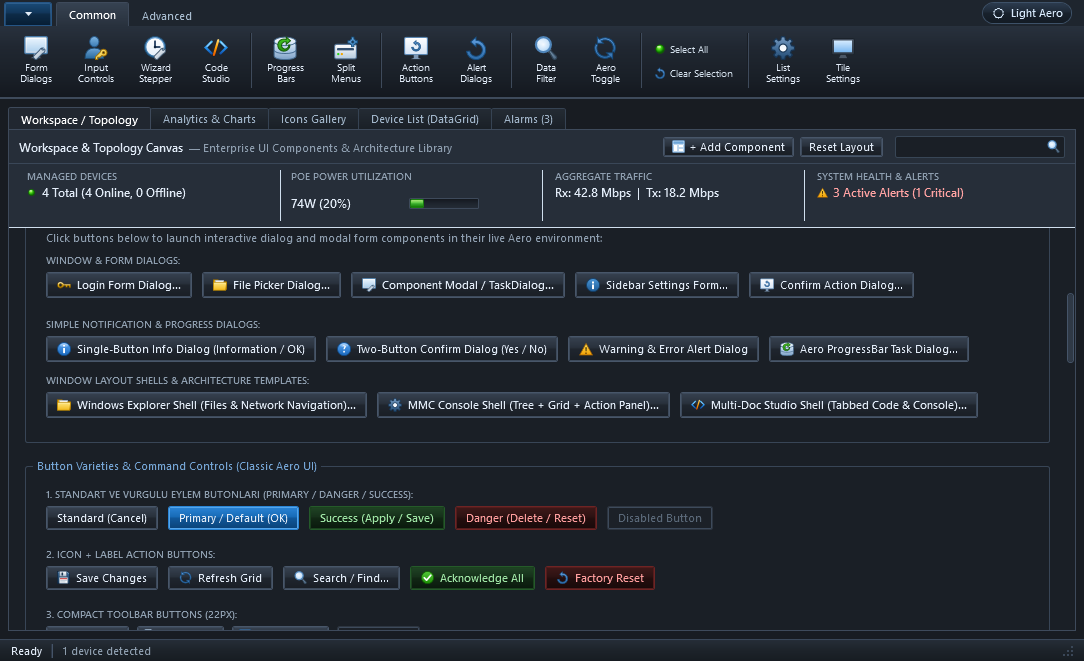 Common
Advanced
Light Aero
Form Dialogs
Input Controls
Wizard Stepper
Code Studio
Progress Bars
Split Menus
Action Buttons
Alert Dialogs
Data Filter
Aero Toggle
Select All
Clear Selection
List Settings
Tile Settings
Workspace / Topology
Analytics & Charts
Icons Gallery
Device List (DataGrid)
Alarms (3)
Workspace & Topology Canvas — Enterprise UI Components & Architecture Library
+ Add Component
Reset Layout
MANAGED DEVICES
4 Total (4 Online, 0 Offline)
POE POWER UTILIZATION
74W (20%)
AGGREGATE TRAFFIC
Rx: 42.8 Mbps | Tx: 18.2 Mbps
SYSTEM HEALTH & ALERTS
3 Active Alerts (1 Critical)
Click buttons below to launch interactive dialog and modal form components in their live Aero environment:
WINDOW & FORM DIALOGS:
Login Form Dialog...
File Picker Dialog...
Component Modal / TaskDialog...
Sidebar Settings Form...
Confirm Action Dialog...
SIMPLE NOTIFICATION & PROGRESS DIALOGS:
Single-Button Info Dialog (Information / OK)
Two-Button Confirm Dialog (Yes / No)
Warning & Error Alert Dialog
Aero ProgressBar Task Dialog...
WINDOW LAYOUT SHELLS & ARCHITECTURE TEMPLATES:
Windows Explorer Shell (Files & Network Navigation)...
MMC Console Shell (Tree + Grid + Action Panel)...
Multi-Doc Studio Shell (Tabbed Code & Console)...
Button Varieties & Command Controls (Classic Aero UI)
1. STANDART VE VURGULU EYLEM BUTONLARI (PRIMARY / DANGER / SUCCESS):
Standard (Cancel)
Primary / Default (OK)
Success (Apply / Save)
Danger (Delete / Reset)
Disabled Button
2. ICON + LABEL ACTION BUTTONS:
Save Changes
Refresh Grid
Search / Find...
Acknowledge All
Factory Reset
3. COMPACT TOOLBAR BUTTONS (22PX):
Ready
1 device detected